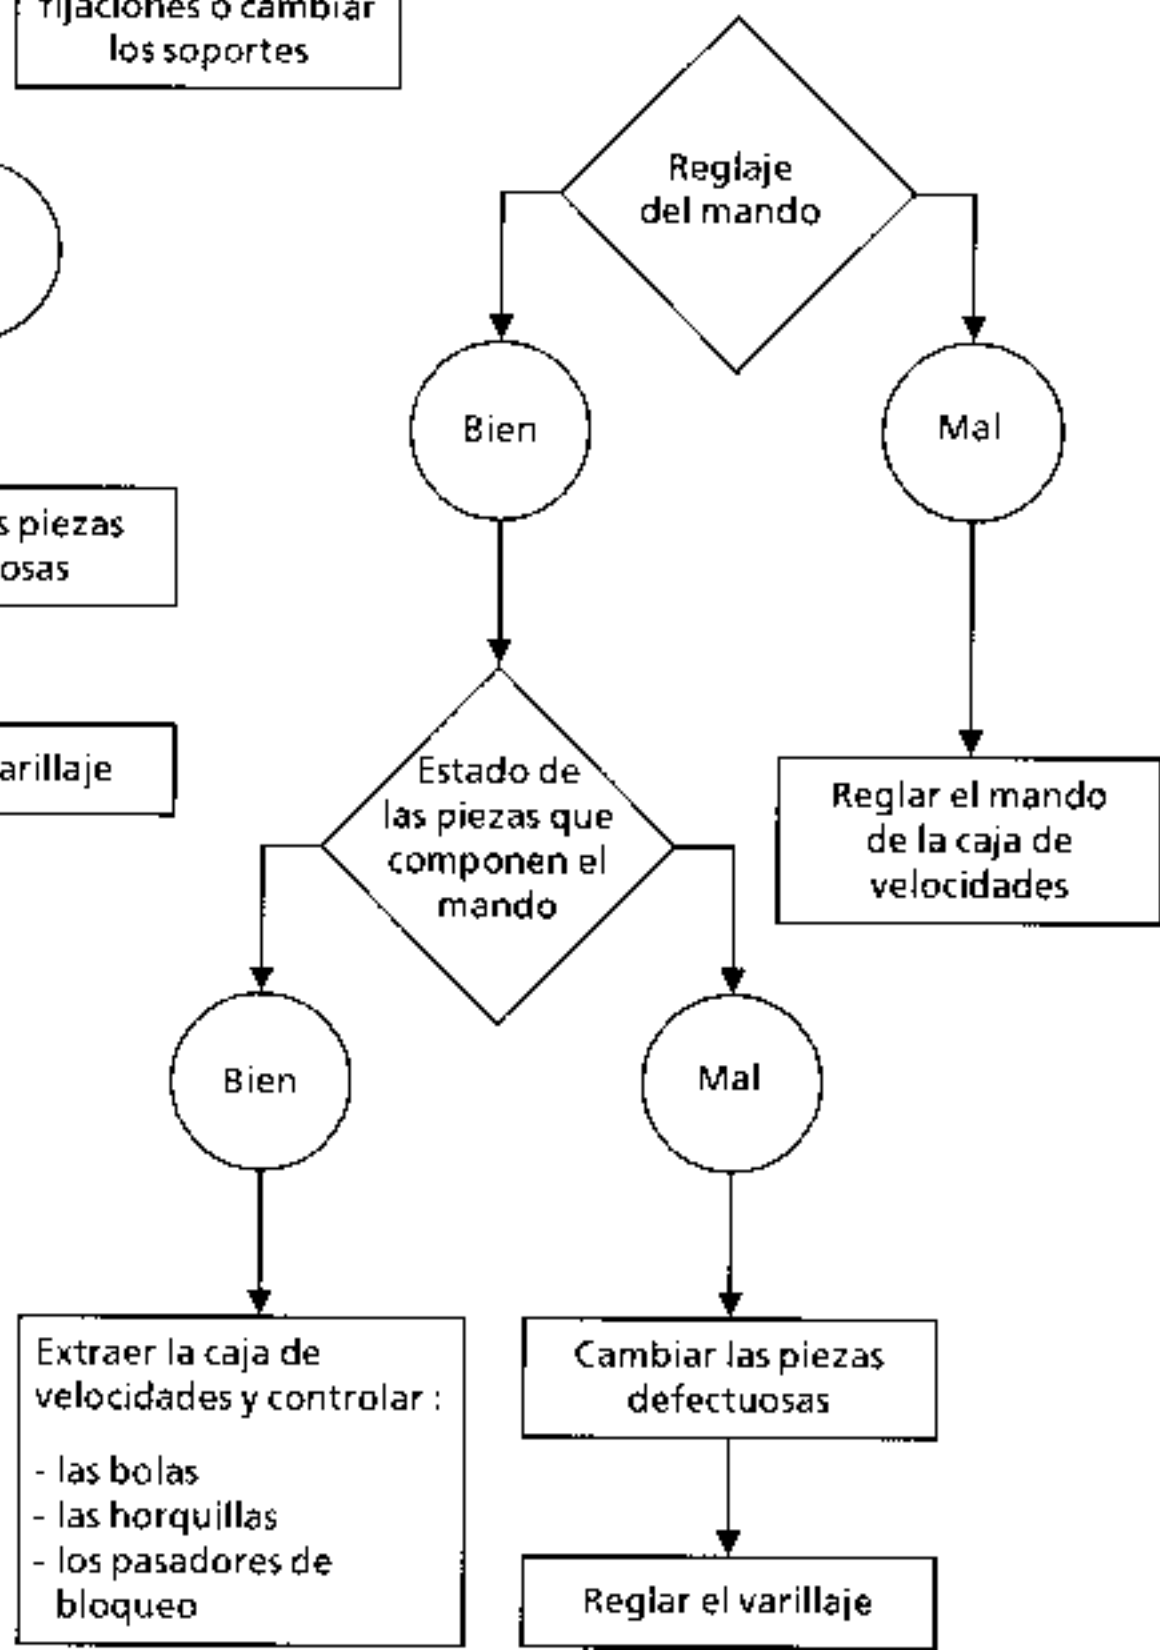 fijaciones o cambiar
los soportes
Reglaje
del mando
Bien
Mal
s piezas
osas
arillaje
Estado de
las piezas que
componen el
mando
Reglar el mando
de la caja de
velocidades
Bien
Mal
Extraer la caja de
velocidades y controlar :
- las bolas
- las horquillas
- los pasadores de
bloqueo
Cambiar las piezas
defectuosas
Reglar el varillaje